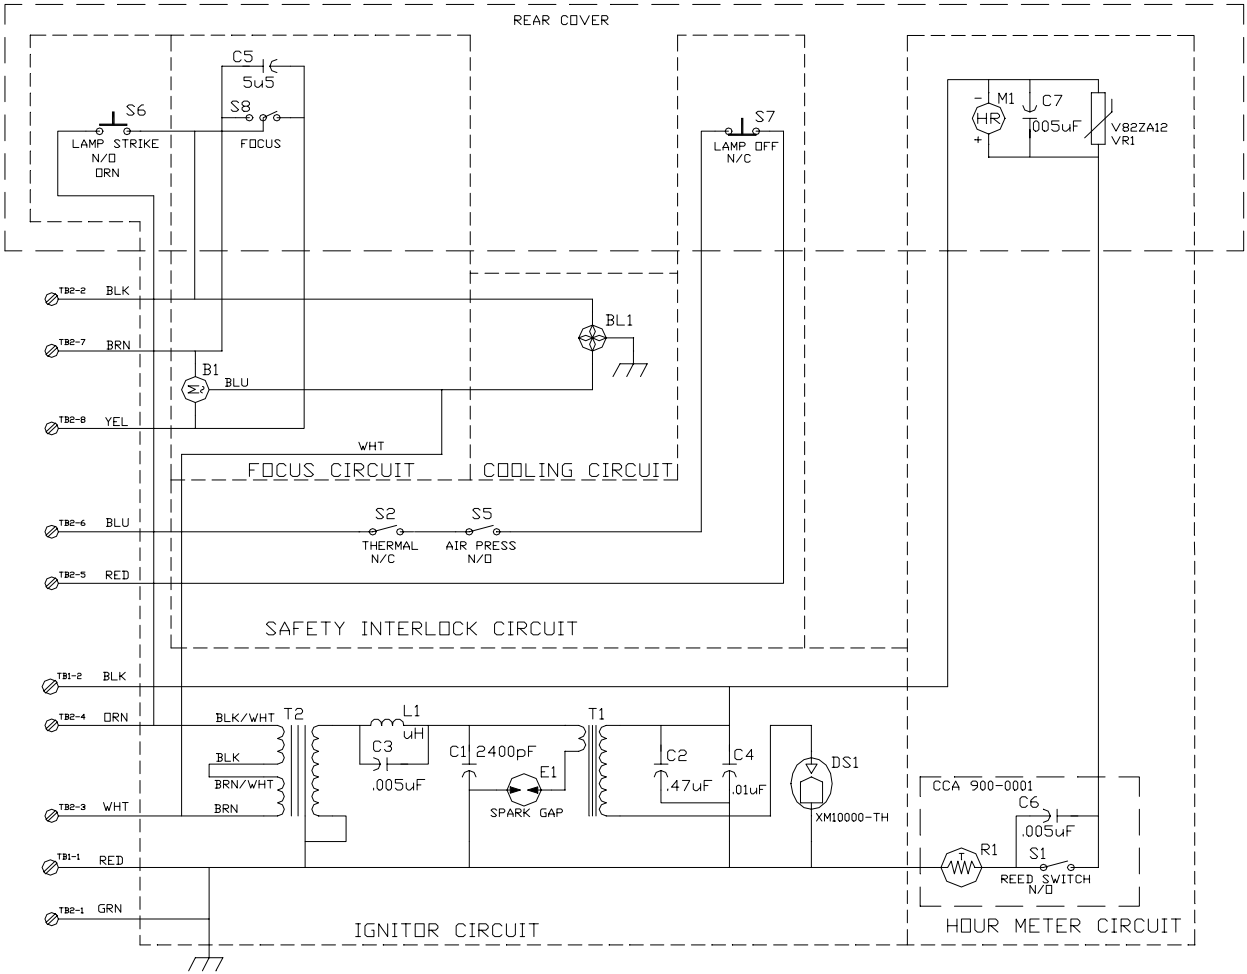 REAR COVER
C5
5u5
S6
S8
FOCUS
LAMP STRIKE
N/O
ORN
S7
LAMP OFF
N/C
-
M1
C7
HR
.005uF
+
V82ZA12
VR1
TB2-2 BLK
BL1
TB2-7 BRN
B1
BLU
TB2-8 YEL
WHT
FOCUS CIRCUIT
COOLING CIRCUIT
TB2-6 BLU
S2
THERMAL
N/C
S5
AIR PRESS
N/O
TB2-5 RED
SAFETY INTERLOCK CIRCUIT
TB1-2 BLK
TB2-4 ORN
BLK/WHT
T2
L1
uH
T1
C3
.005uF
C1
2400pF
BLK
BRN/WHT
E1
SPARK GAP
C2
.47uF
C4
.01uF
DS1
XM10000-TH
TB2-3 WHT
BRN
CCA 900-0001
C6
.005uF
TB1-1 RED
T
R1
S1
REED SWITCH
N/O
TB2-1 GRN
IGNITOR CIRCUIT
HOUR METER CIRCUIT